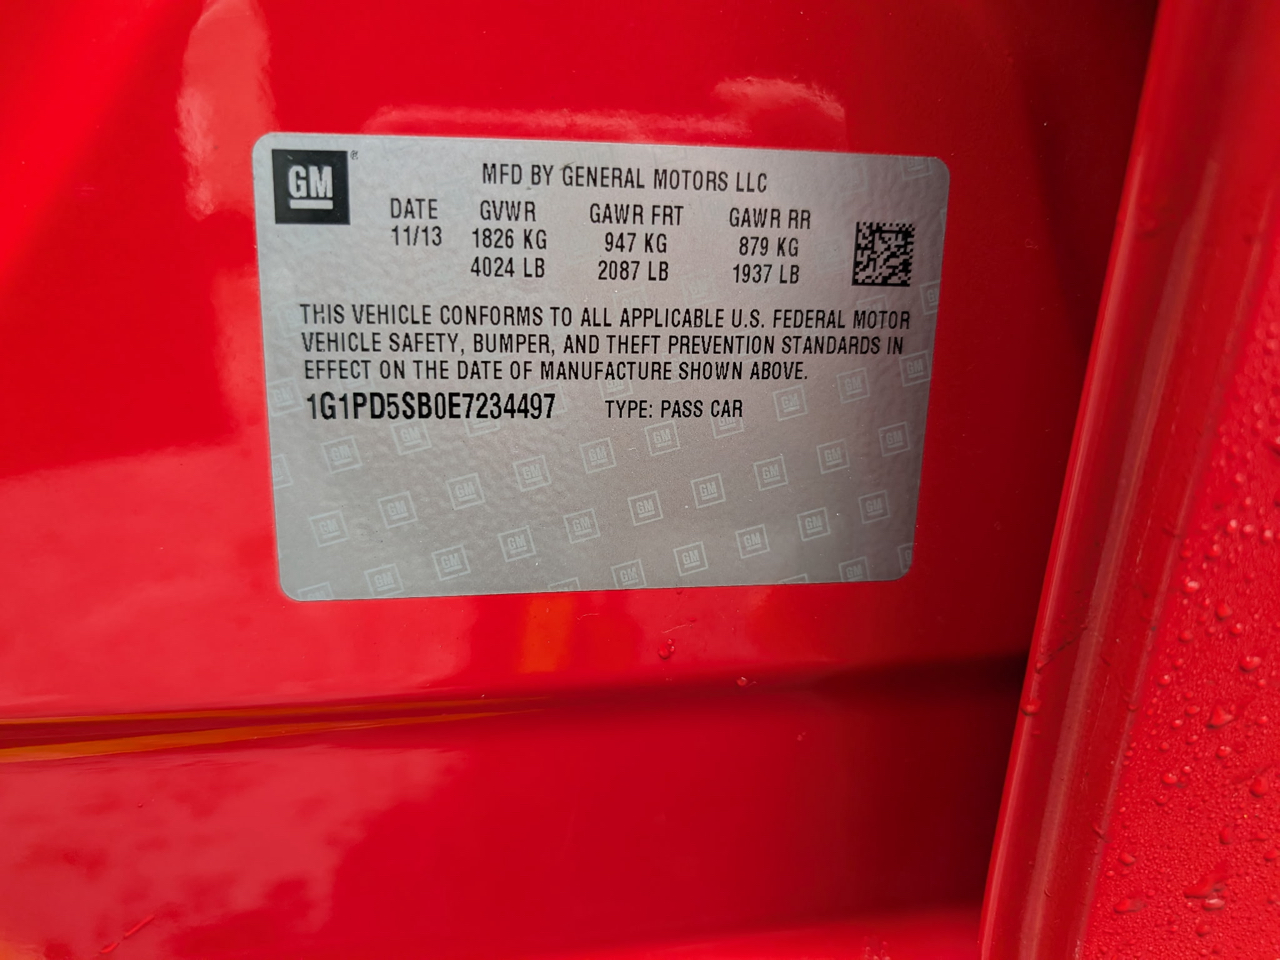 GM
MFD BY GENERAL MOTORS LLC
DATE GVWR GAWR FRT GAWR RR
11/13 1826 KG 947 KG 879 KG
4024 LB 2087 LB 1937 LB
THIS VEHICLE CONFORMS TO ALL APPLICABLE U.S. FEDERAL MOTOR
VEHICLE SAFETY, BUMPER, AND THEFT PREVENTION STANDARDS IN
EFFECT ON THE DATE OF MANUFACTURE SHOWN ABOVE.
1G1PD5SB0E7234497 TYPE: PASS CAR